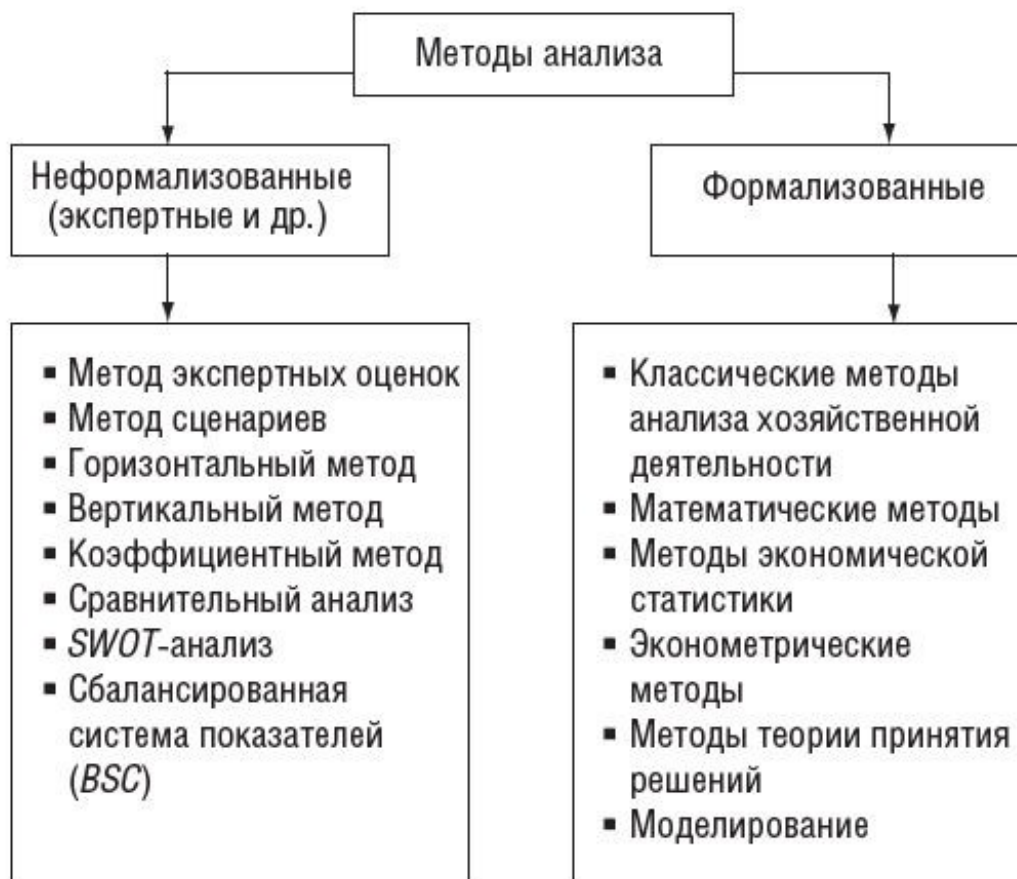 Методы анализа
Неформализованные
(экспертные и др.)
Формализованные
▪ Метод экспертных оценок
▪ Метод сценариев
▪ Горизонтальный метод
▪ Вертикальный метод
▪ Коэффициентный метод
▪ Сравнительный анализ
▪ SWOT-анализ
▪ Сбалансированная
система показателей
(BSC)
▪ Классические методы
анализа хозяйственной
деятельности
▪ Математические методы
▪ Методы экономической
статистики
▪ Эконометрические
методы
▪ Методы теории принятия
решений
▪ Моделирование